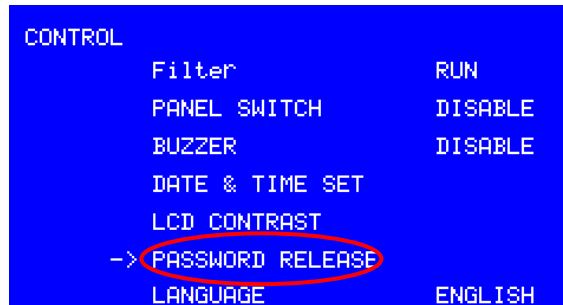 CONTROL
Filter RUN
PANEL SWITCH DISABLE
BUZZER DISABLE
DATE & TIME SET
LCD CONTRAST
-> PASSWORD RELEASE
LANGUAGE ENGLISH